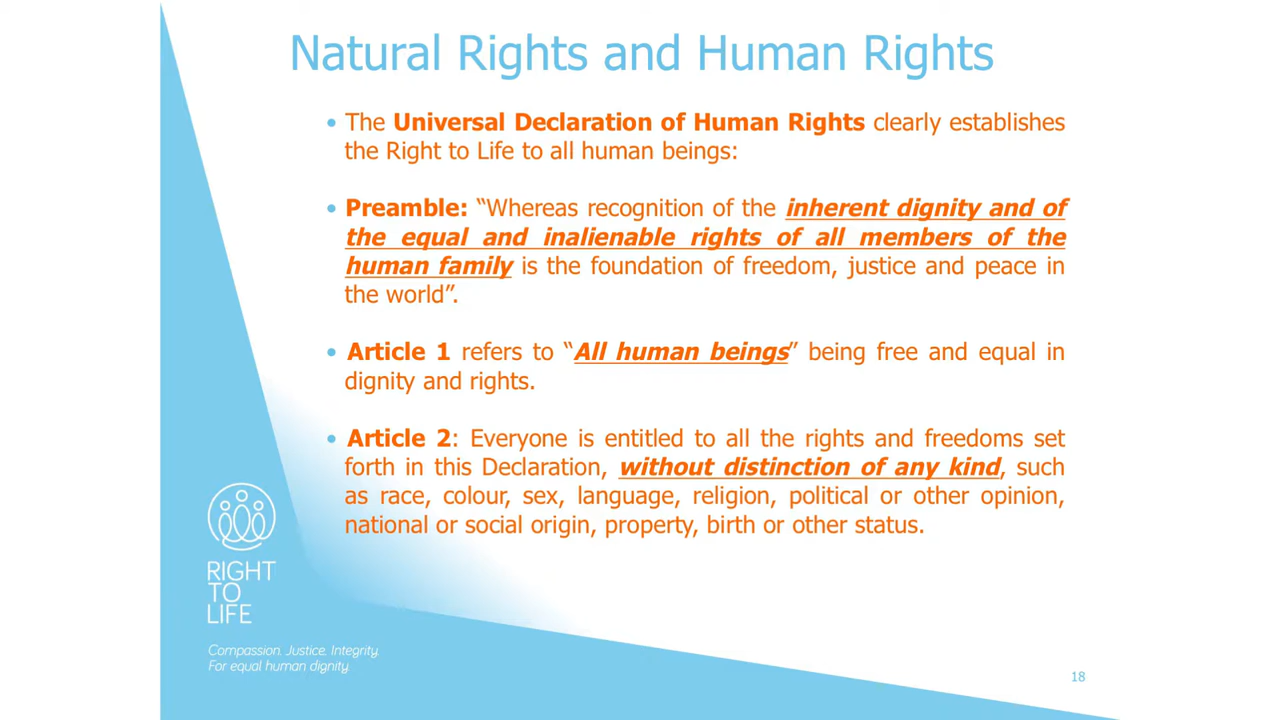 Natural Rights and Human Rights
• The Universal Declaration of Human Rights clearly establishes
the Right to Life to all human beings:
• Preamble: “Whereas recognition of the inherent dignity and of
the equal and inalienable rights of all members of the
human family is the foundation of freedom, justice and peace in
the world”.
• Article 1 refers to “All human beings” being free and equal in
dignity and rights.
• Article 2: Everyone is entitled to all the rights and freedoms set
forth in this Declaration, without distinction of any kind, such
as race, colour, sex, language, religion, political or other opinion,
national or social origin, property, birth or other status.
RIGHT
TO
LIFE
Compassion. Justice. Integrity.
For equal human dignity.
18